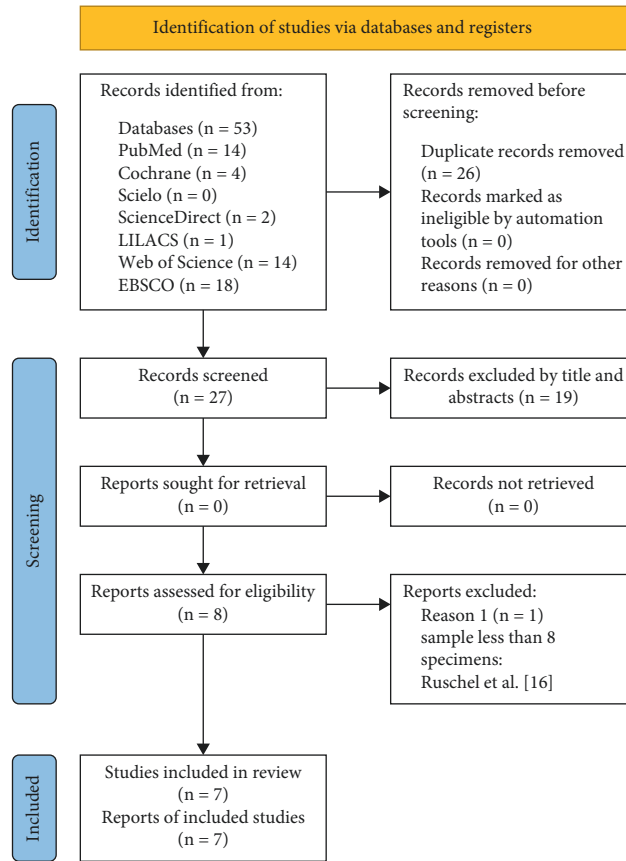 Identification of studies via databases and registers
Identification
Records identified from:
Databases (n = 53)
PubMed (n = 14)
Cochrane (n = 4)
Scielo (n = 0)
ScienceDirect (n = 2)
LILACS (n = 1)
Web of Science (n = 14)
EBSCO (n = 18)
Records removed before
screening:
Duplicate records removed
(n = 26)
Records marked as
ineligible by automation
tools (n = 0)
Records removed for other
reasons (n = 0)
Screening
Records screened
(n = 27)
Records excluded by title and
abstracts (n = 19)
Reports sought for retrieval
(n = 0)
Records not retrieved
(n = 0)
Reports assessed for eligibility
(n = 8)
Reports excluded:
Reason 1 (n = 1)
sample less than 8
specimens:
Ruschel et al. [16]
Included
Studies included in review
(n = 7)
Reports of included studies
(n = 7)